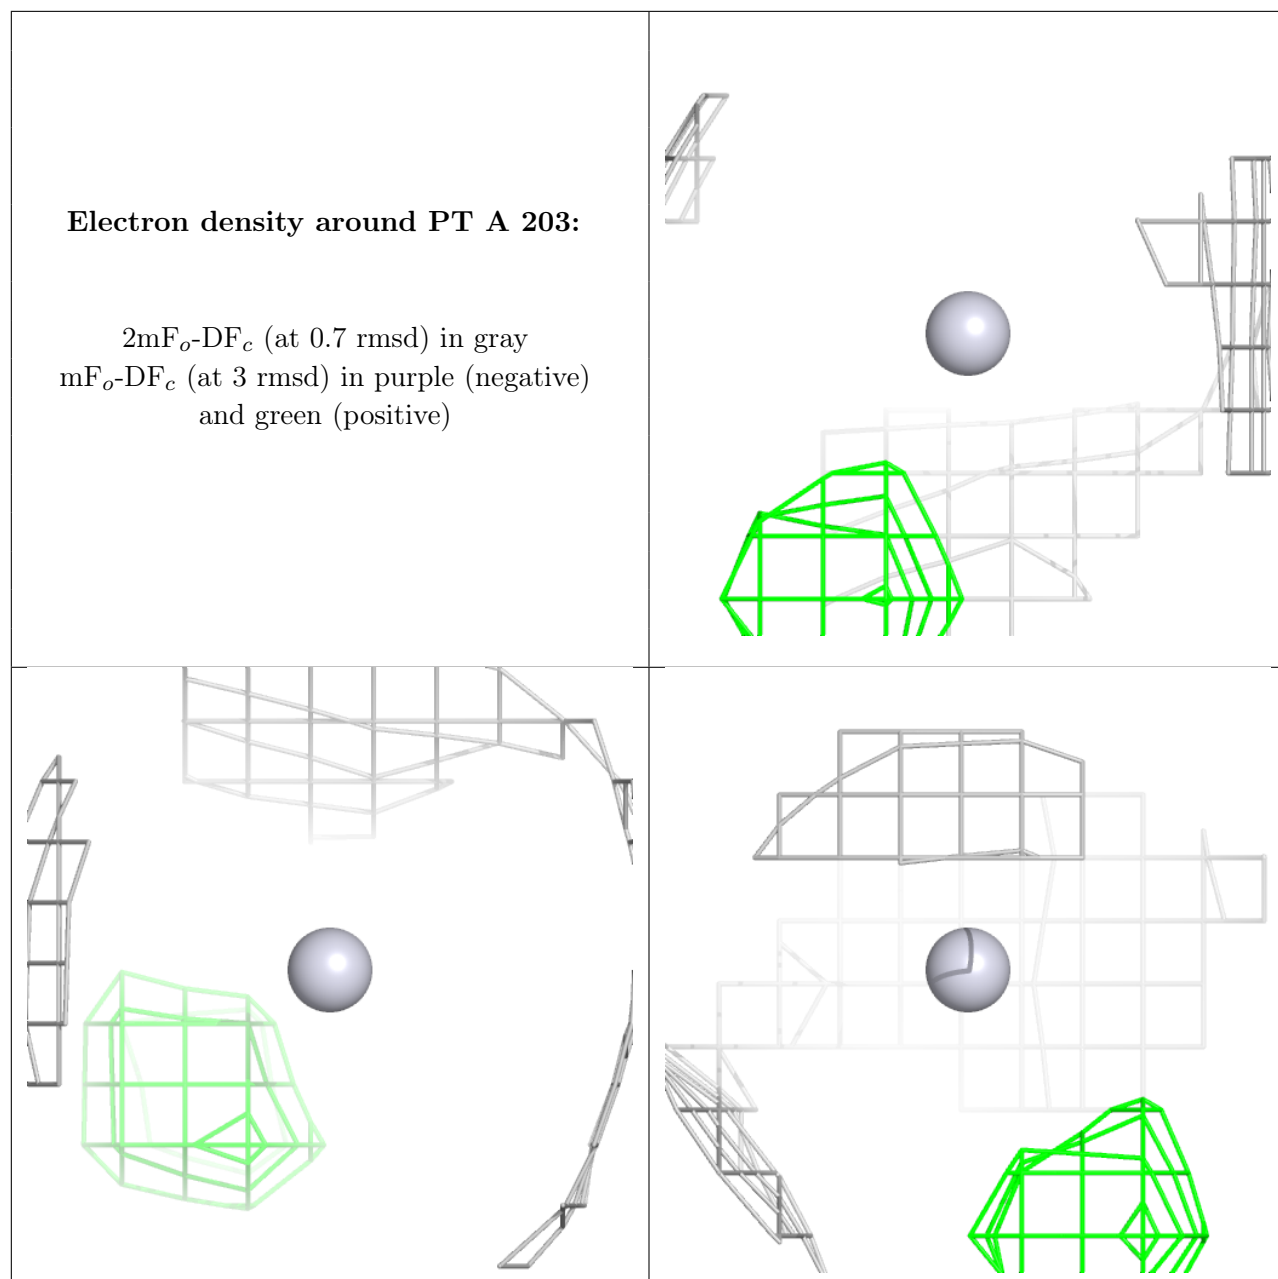 Electron density around PT A 203:
2mFo-DFc (at 0.7 rmsd) in gray
mFo-DFc (at 3 rmsd) in purple (negative)
and green (positive)